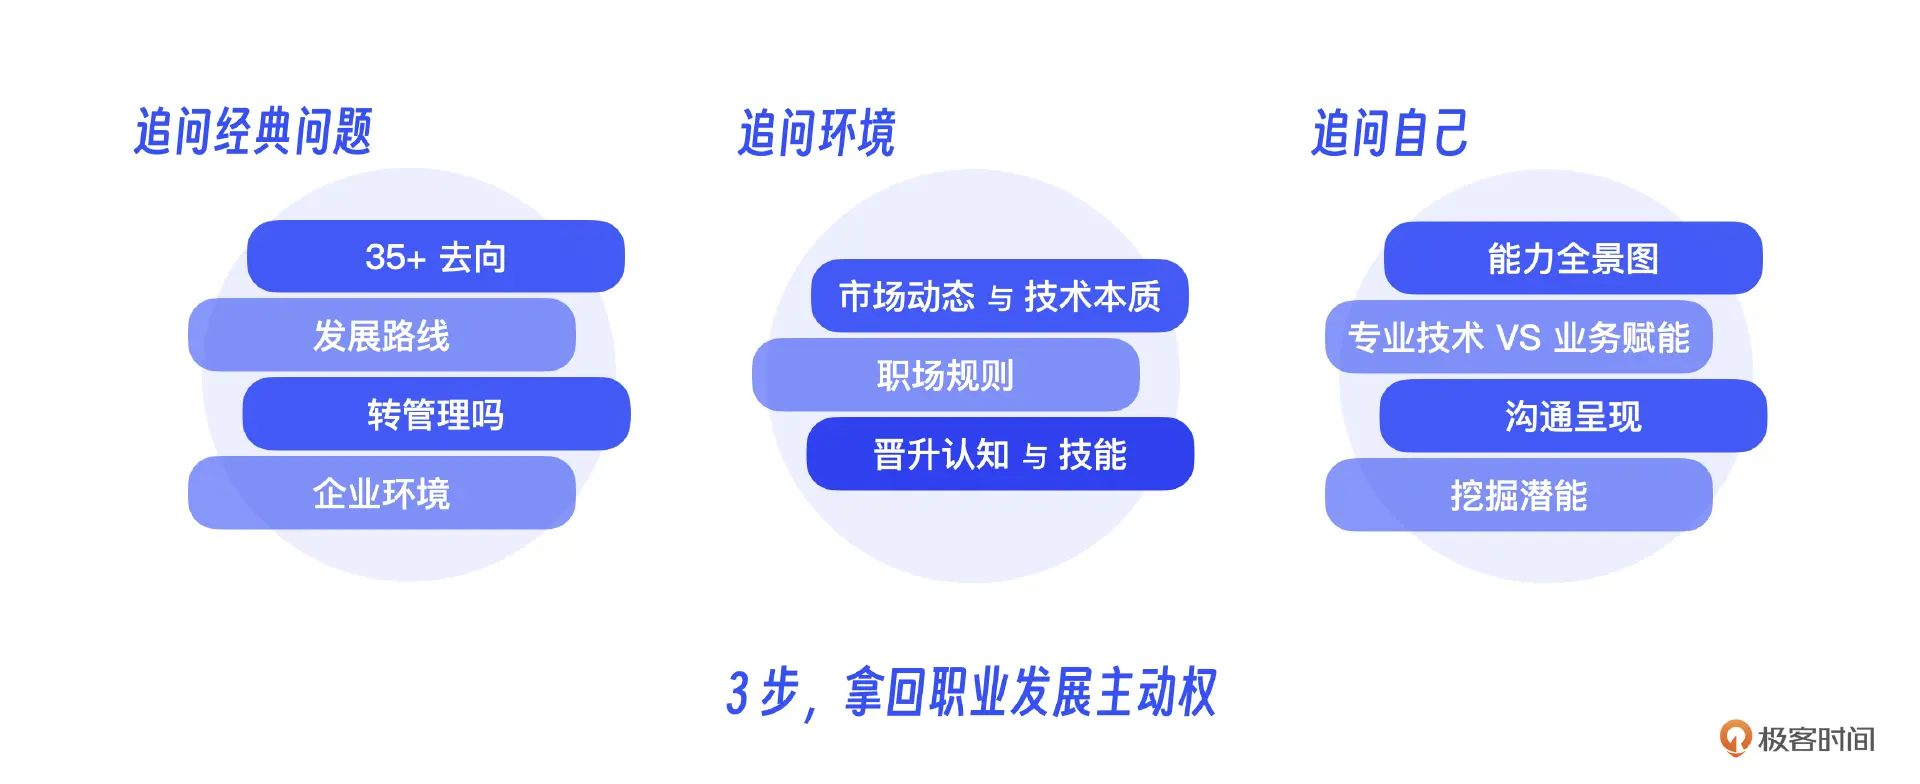 追问经典问题
35+ 去向
发展路线
转管理吗
企业环境
追问环境
市场动态 与 技术本质
职场规则
晋升认知 与 技能
追问自己
能力全景图
专业技术 VS 业务赋能
沟通呈现
挖掘潜能
3 步，拿回职业发展主动权
极客时间